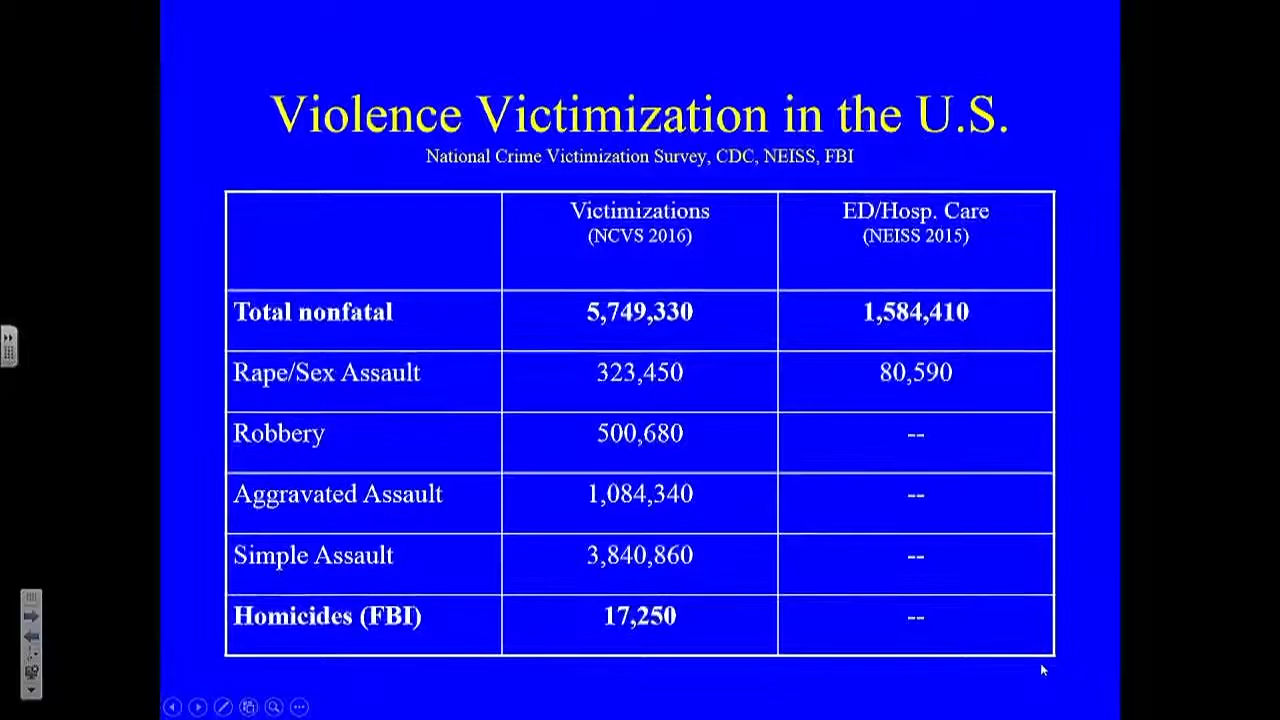 Violence Victimization in the U.S.
National Crime Victimization Survey, CDC, NEISS, FBI
Victimizations ED/Hosp. Care
(NCVS 2016) (NEISS 2015)
Total nonfatal 5,749,330 1,584,410
Rape/Sex Assault 323,450 80,590
Robbery 500,680 --
Aggravated Assault 1,084,340 --
Simple Assault 3,840,860 --
Homicides (FBI) 17,250 --